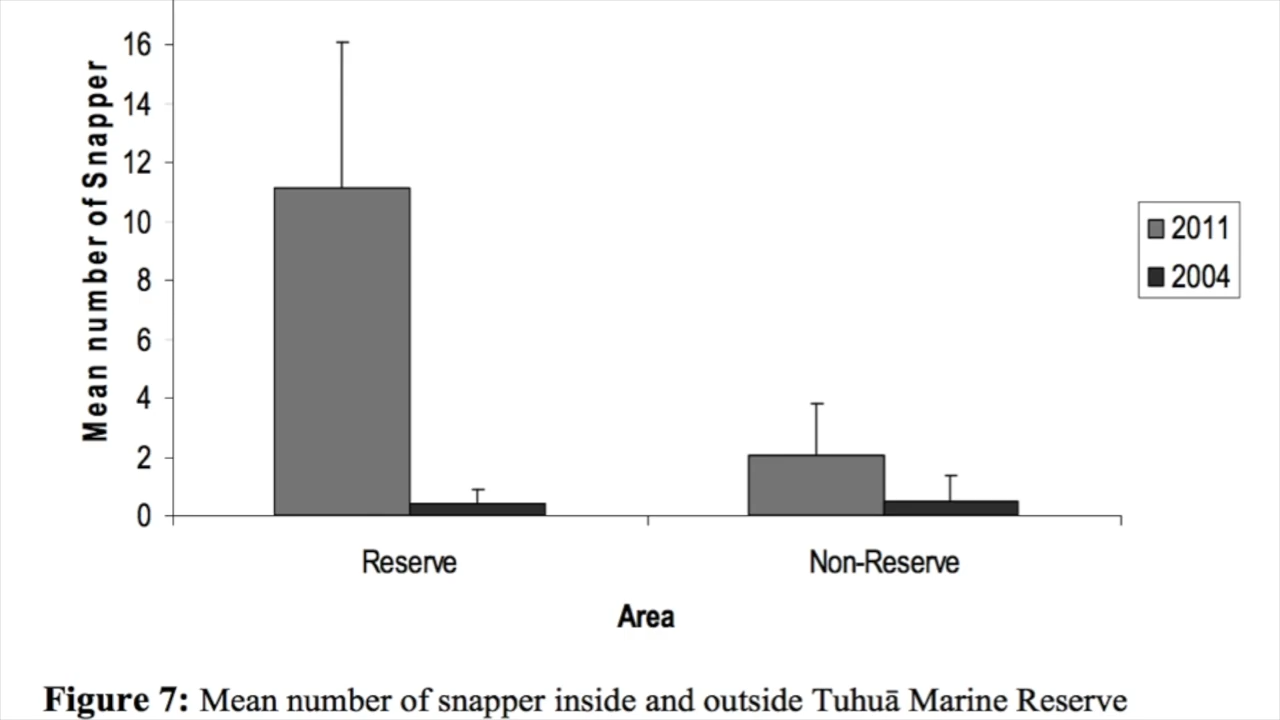 Mean number of Snapper
16
14
12
10
8
6
4
2
0
2011
2004
Reserve
Non-Reserve
Area
Figure 7: Mean number of snapper inside and outside Tuhuā Marine Reserve